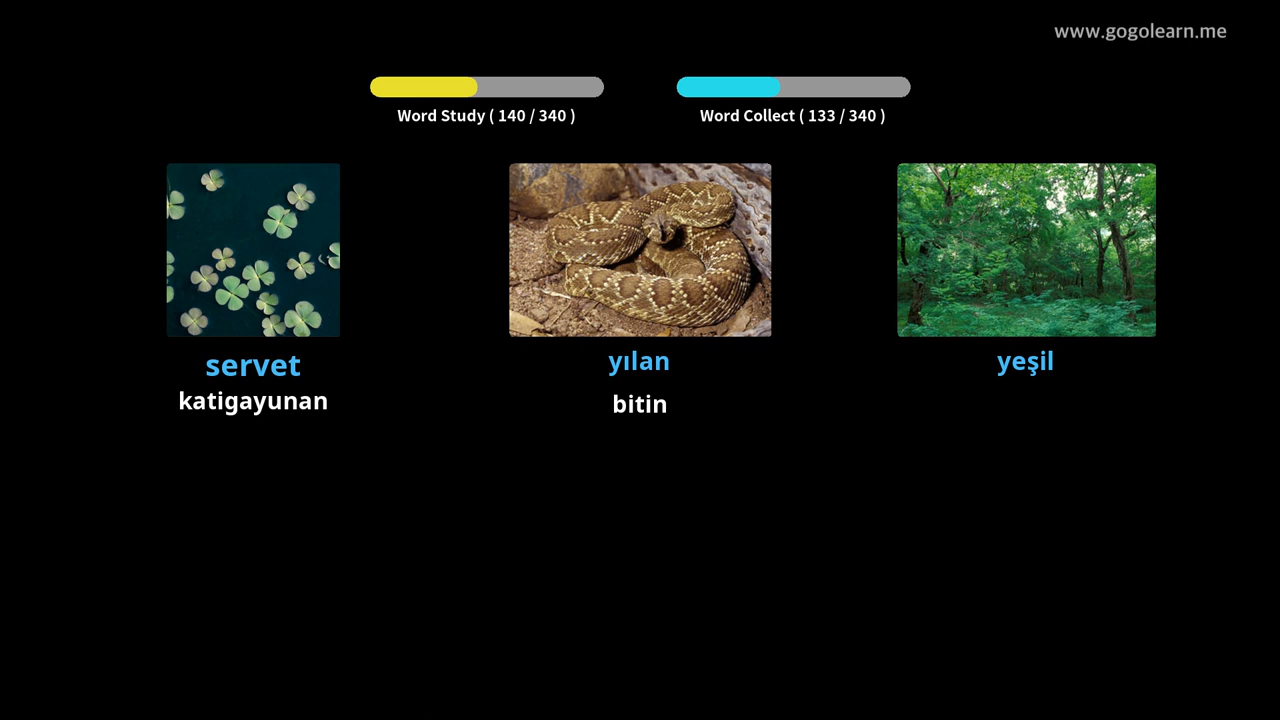 www.gogolearn.me
Word Study ( 140 / 340 )
Word Collect ( 133 / 340 )
servet
katigayunan
yılan
bitin
yeşil